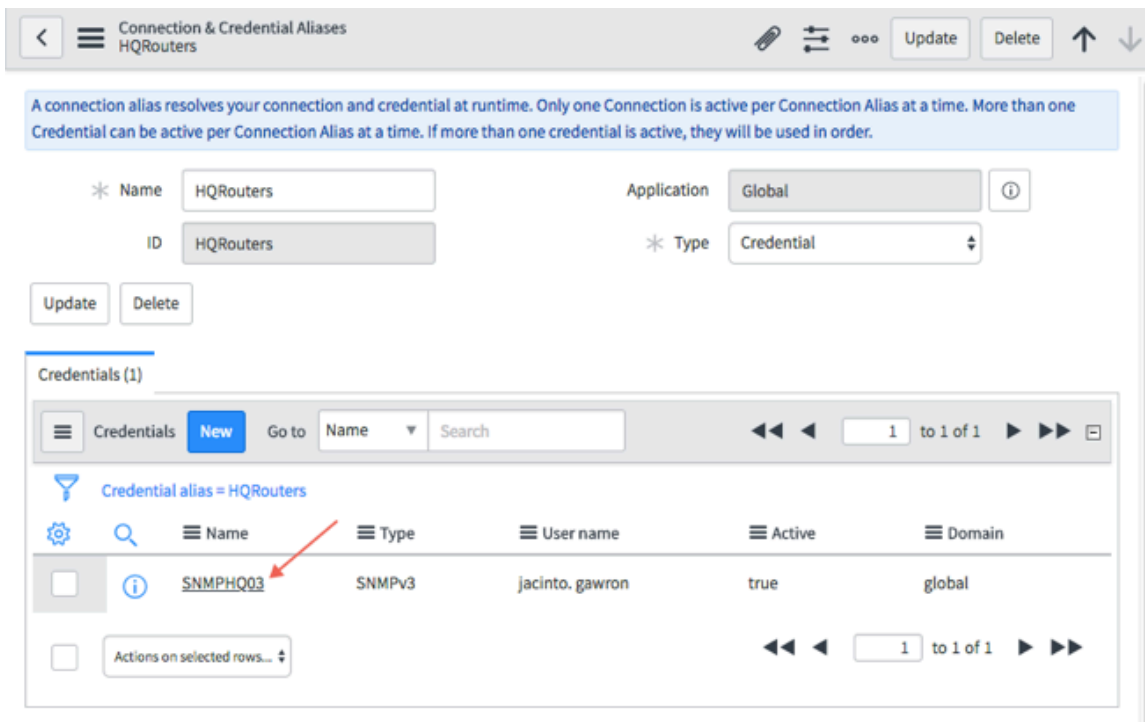 Connection & Credential Aliases
HQRouters
Update
Delete
A connection alias resolves your connection and credential at runtime. Only one Connection is active per Connection Alias at a time. More than one
Credential can be active per Connection Alias at a time. If more than one credential is active, they will be used in order.
Name HQRouters Application Global
ID HQRouters Type Credential
Update Delete
Credentials (1)
Credentials New Go to Name Search 1 to 1 of 1
Credential alias = HQRouters
Name Type User name Active Domain
SNMPHQ03 SNMPv3 jacinto. gawron true global
Actions on selected rows... 1 to 1 of 1